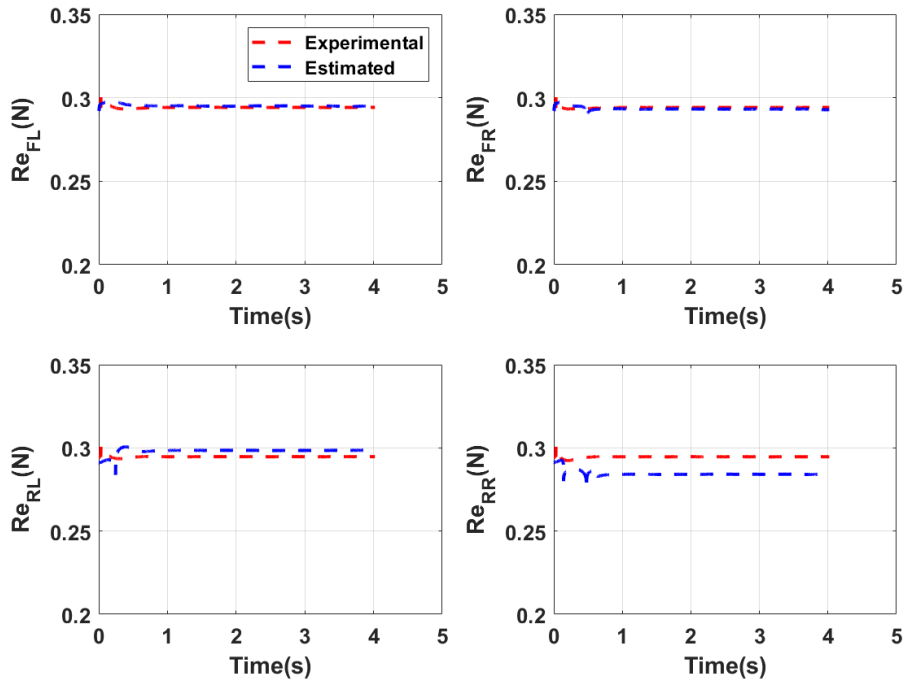 0.35
0.3
0.25
0.2
Re_FL(N)
Experimental
Estimated
0 1 2 3 4 5
Time(s)
0.35
0.3
0.25
0.2
Re_FR(N)
0 1 2 3 4 5
Time(s)
0.35
0.3
0.25
0.2
Re_RL(N)
0 1 2 3 4 5
Time(s)
0.35
0.3
0.25
0.2
Re_RR(N)
0 1 2 3 4 5
Time(s)